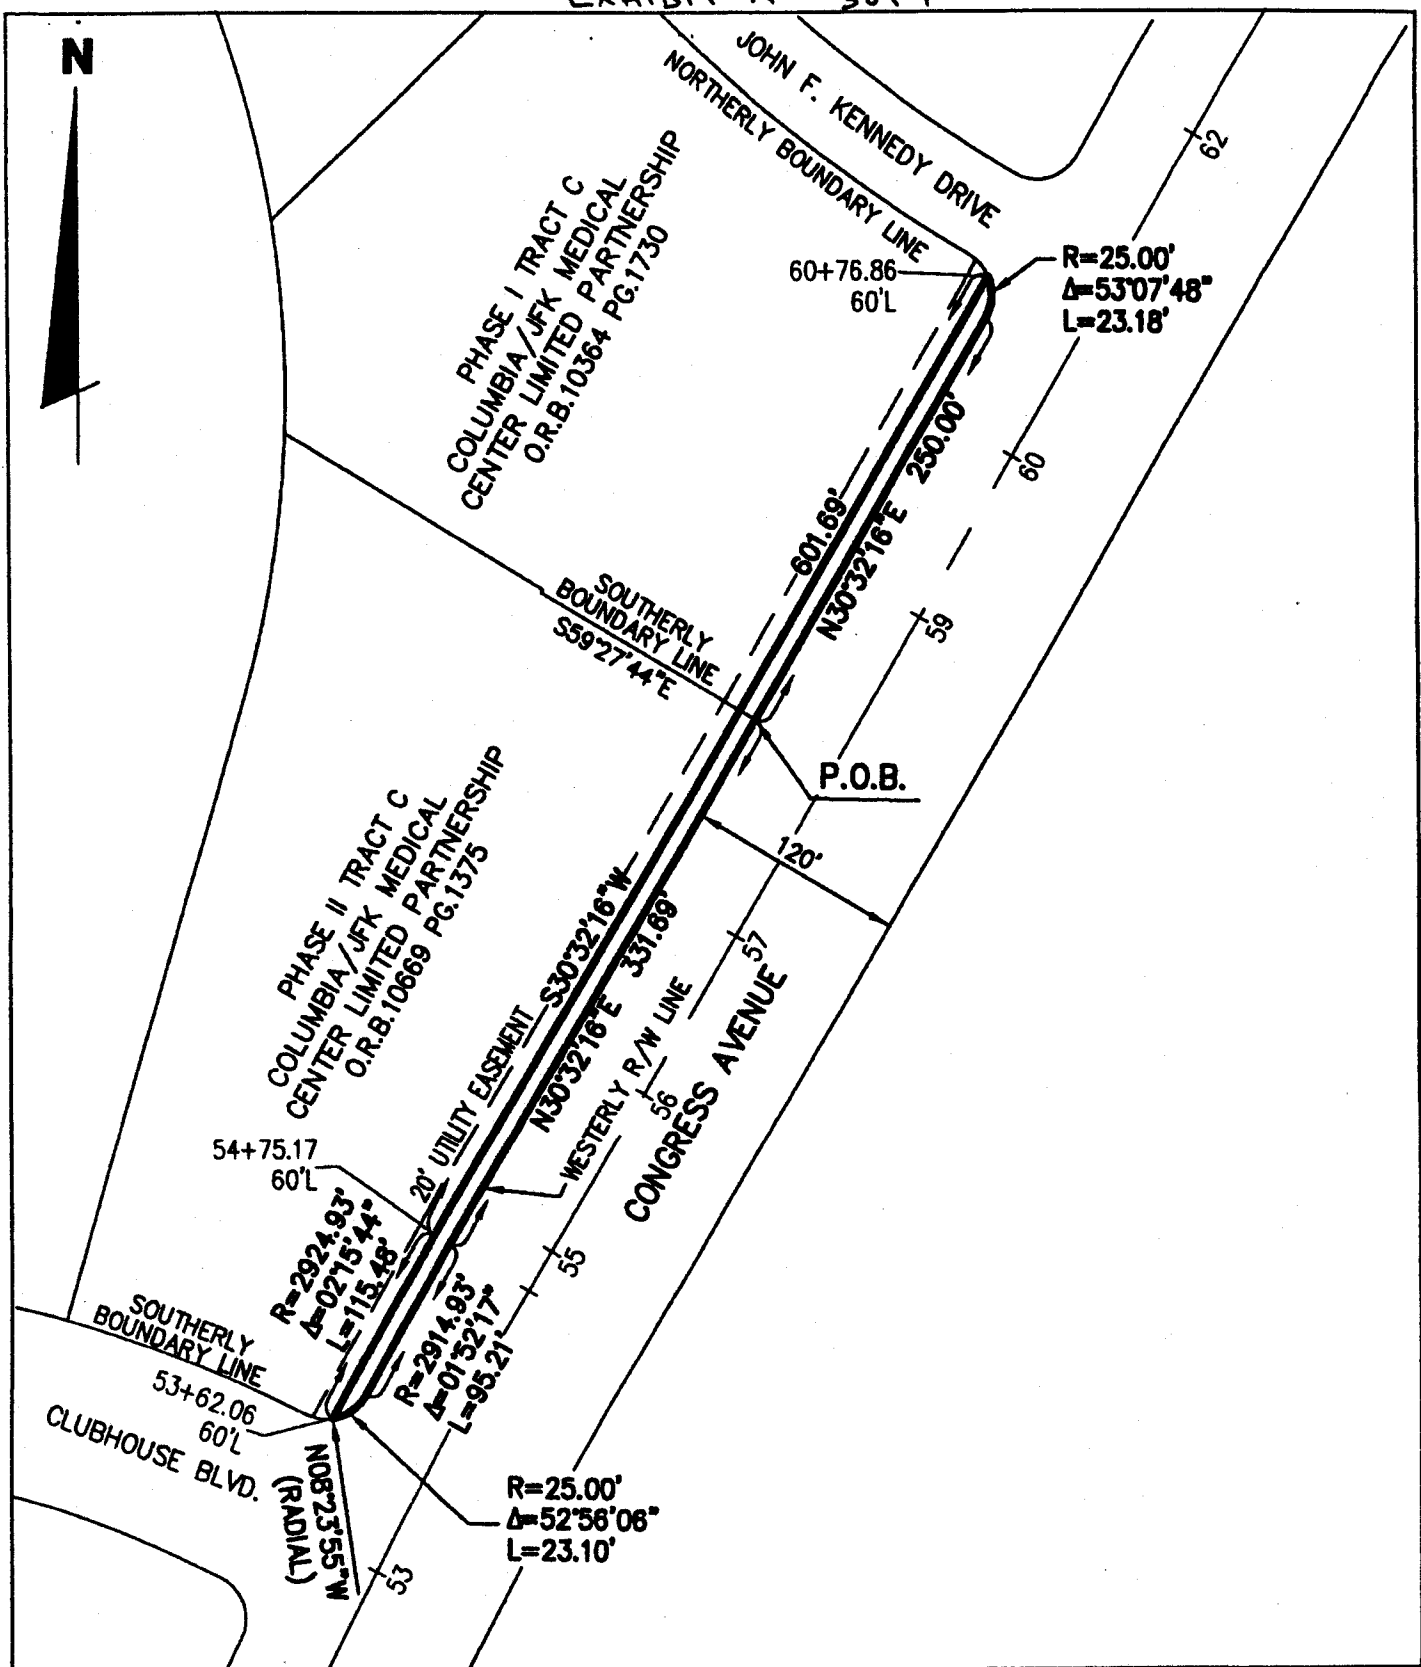 EXHIBIT "A"
N
JOHN F. KENNEDY DRIVE
NORTHERLY BOUNDARY LINE
62
PHASE I TRACT C
COLUMBIA/JFK MEDICAL
CENTER LIMITED PARTNERSHIP
O.R.B.10364 PG.1730
60+76.86
60'L
R=25.00'
Δ=53°07'48"
L=23.18'
60
601.69'
N30°32'16"E 250.00'
59
SOUTHERLY
BOUNDARY LINE
S59°27'44"E
P.O.B.
120'
PHASE II TRACT C
COLUMBIA/JFK MEDICAL
CENTER LIMITED PARTNERSHIP
O.R.B.10669 PG.1375
S30°32'16"W
N30°32'16"E 331.69'
57
20' UTILITY EASEMENT
WESTERLY R/W LINE
56
CONGRESS AVENUE
54+75.17
60'L
55
R=2924.93'
Δ=02°15'44"
L=115.48'
R=2914.93'
Δ=01°52'17"
L=95.21'
SOUTHERLY
BOUNDARY LINE
53+62.06
60'L
CLUBHOUSE BLVD.
N08°23'55"W
(RADIAL)
R=25.00'
Δ=52°56'06"
L=23.10'
53